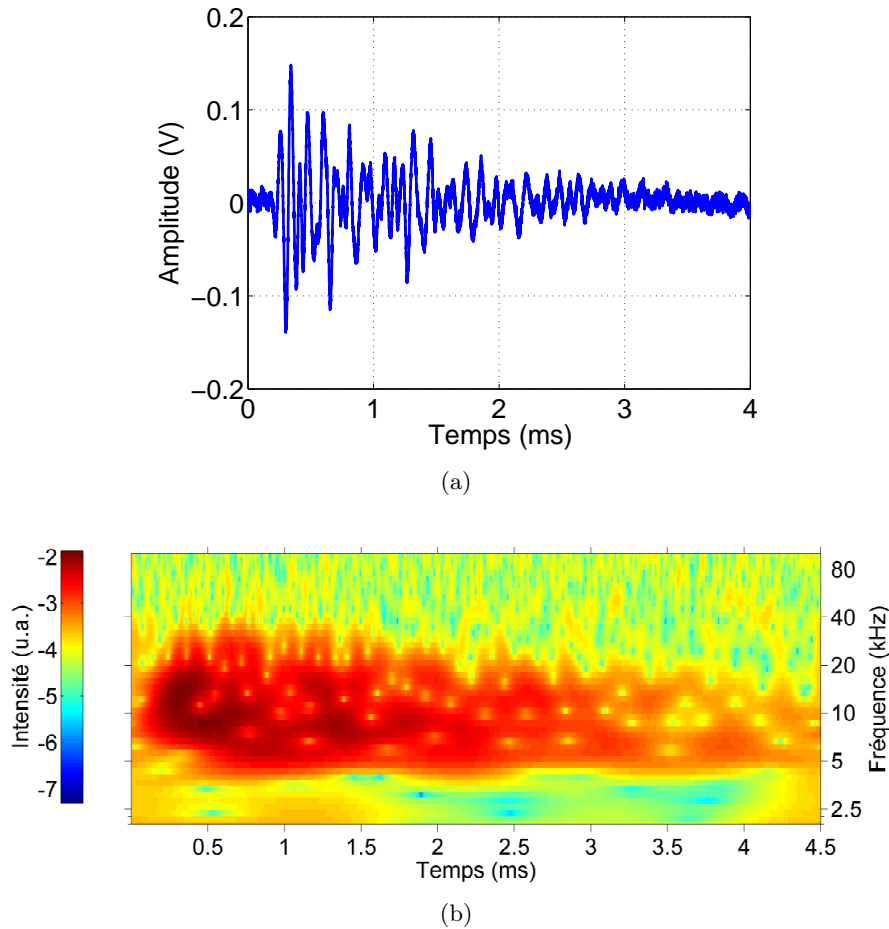 0.2
0.1
0
−0.1
−0.2
Amplitude (V)
0 1 2 3 4
Temps (ms)
(a)
-2
-3
-4
-5
-6
-7
Intensité (u.a.)
80
40
20
10
5
2.5
Fréquence (kHz)
0.5 1 1.5 2 2.5 3 3.5 4 4.5
Temps (ms)
(b)